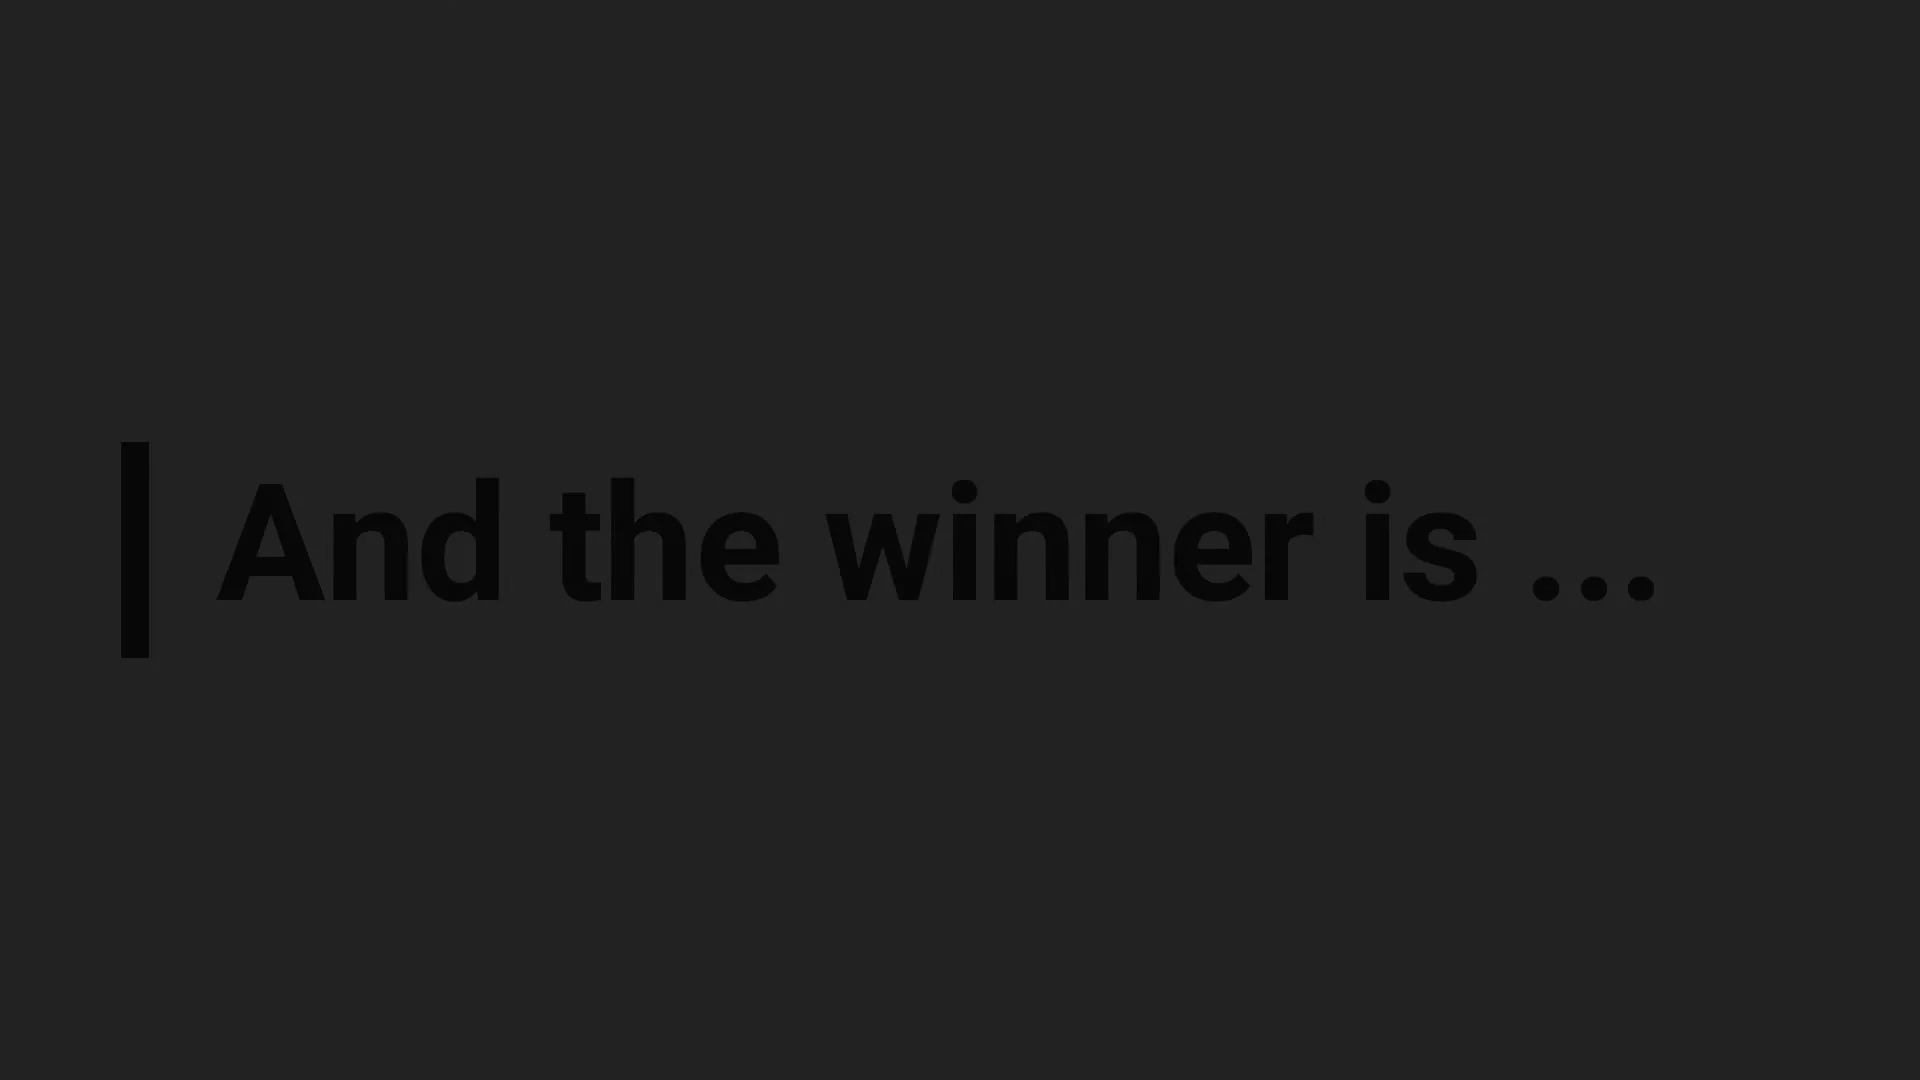 And the winner is ...